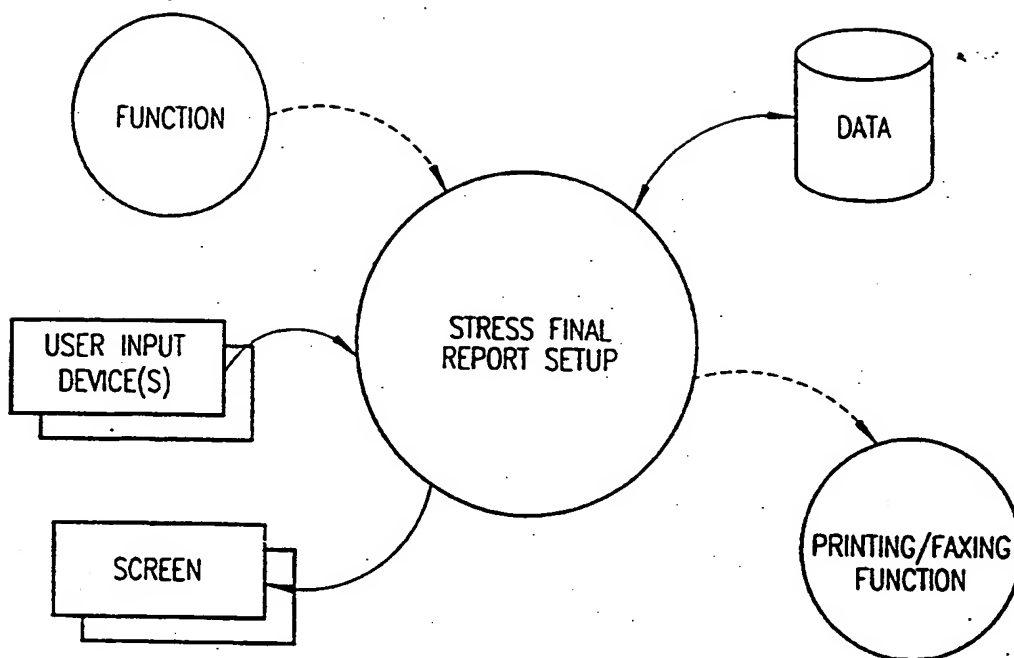 FUNCTION
DATA
STRESS FINAL
REPORT SETUP
USER INPUT
DEVICE(S)
SCREEN
PRINTING/FAXING
FUNCTION